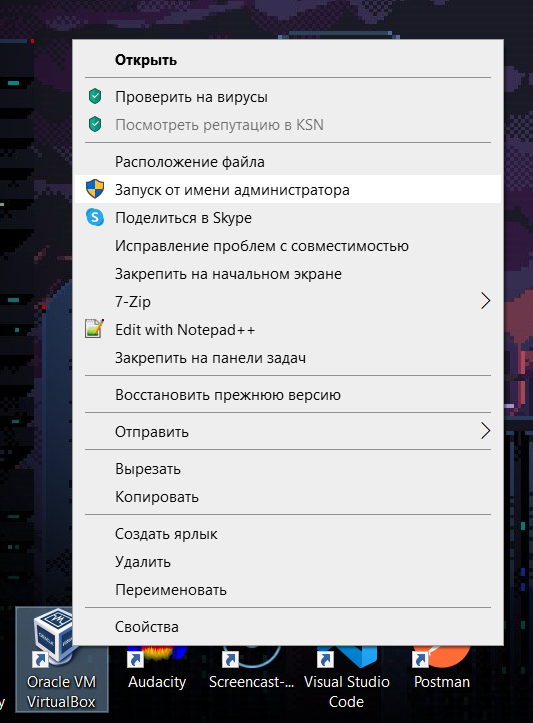 Открыть
Проверить на вирусы
Посмотреть репутацию в KSN
Расположение файла
Запуск от имени администратора
Поделиться в Skype
Исправление проблем с совместимостью
Закрепить на начальном экране
7-Zip
Edit with Notepad++
Закрепить на панели задач
Восстановить прежнюю версию
Отправить
Вырезать
Копировать
Создать ярлык
Удалить
Переименовать
Свойства
Oracle VM
VirtualBox
Audacity
Screencast-...
Visual Studio
Code
Postman